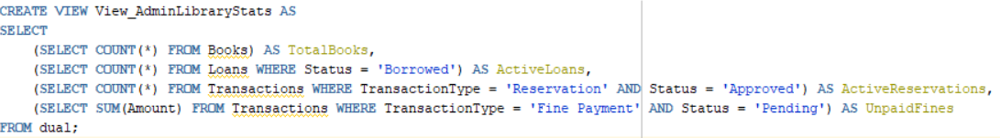 CREATE VIEW View_AdminLibraryStats AS
SELECT
    (SELECT COUNT(*) FROM Books) AS TotalBooks,
    (SELECT COUNT(*) FROM Loans WHERE Status = 'Borrowed') AS ActiveLoans,
    (SELECT COUNT(*) FROM Transactions WHERE TransactionType = 'Reservation' AND Status = 'Approved') AS ActiveReservations,
    (SELECT SUM(Amount) FROM Transactions WHERE TransactionType = 'Fine Payment' AND Status = 'Pending') AS UnpaidFines
FROM dual;